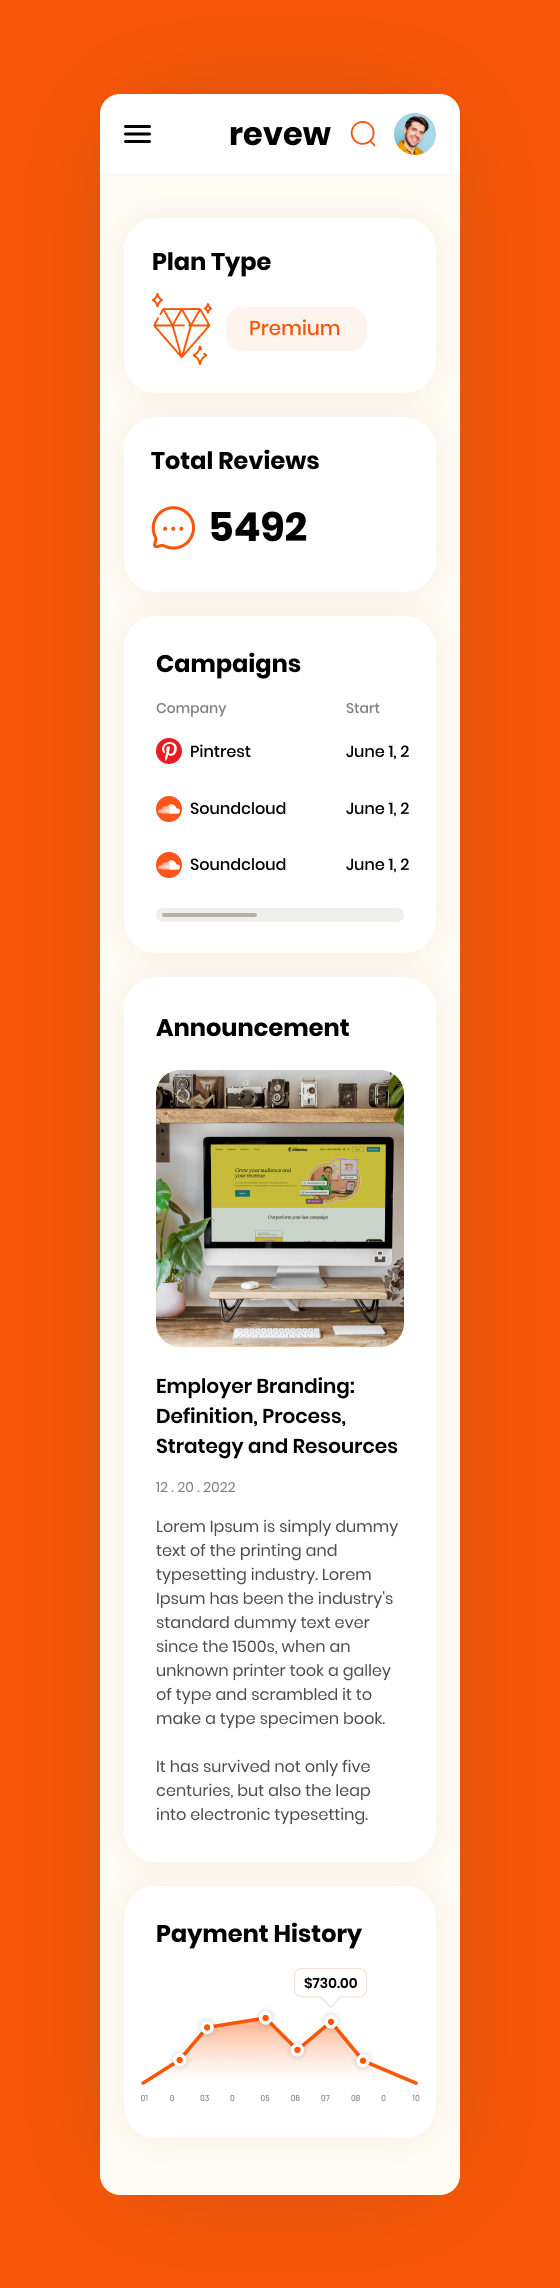 revew
Plan Type
Premium
Total Reviews
5492
Campaigns
Company Start
Pintrest June 1, 2
Soundcloud June 1, 2
Soundcloud June 1, 2
Announcement
Grow your audience and
your revenue
Outperform your last campaign
Employer Branding:
Definition, Process,
Strategy and Resources
12 . 20 . 2022
Lorem Ipsum is simply dummy
text of the printing and
typesetting industry. Lorem
Ipsum has been the industry's
standard dummy text ever
since the 1500s, when an
unknown printer took a galley
of type and scrambled it to
make a type specimen book.
It has survived not only five
centuries, but also the leap
into electronic typesetting.
Payment History
$730.00
01 0 03 0 05 06 07 08 0 10